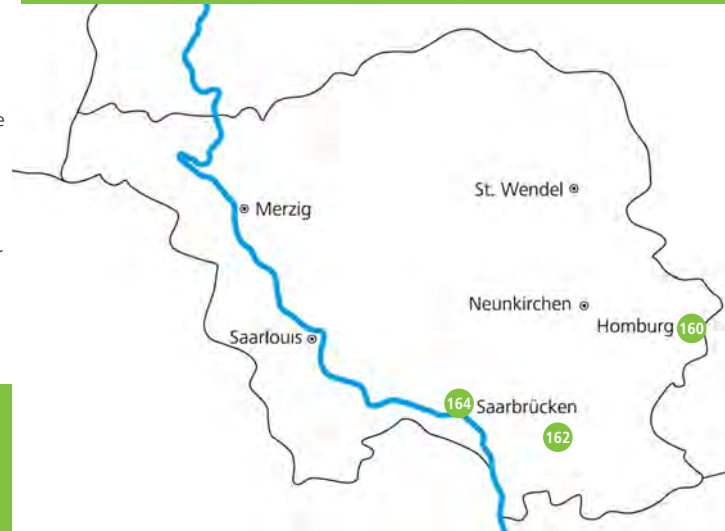 e
r
St. Wendel
Merzig
Neunkirchen
Homburg 160
Saarlouis
164 Saarbrücken
162